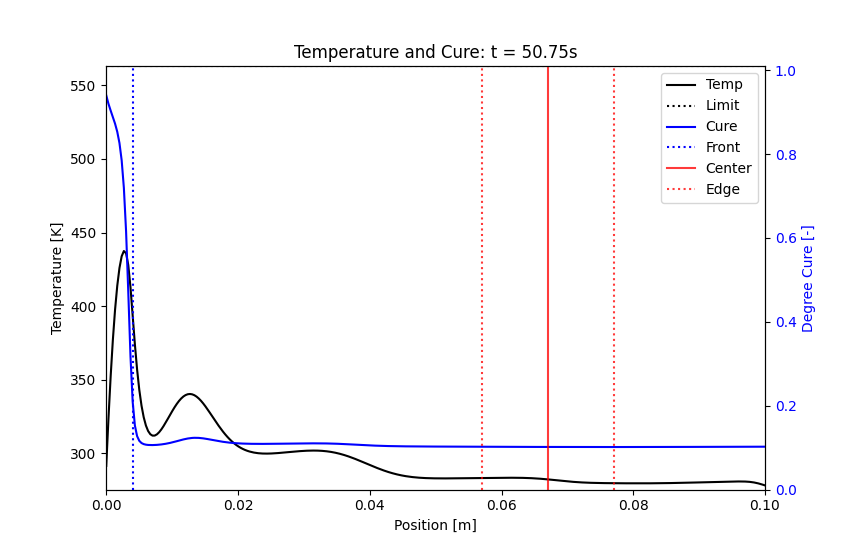 Temperature and Cure: t = 50.75s
Temperature [K]
550
500
450
400
350
300
Temp
Limit
Cure
Front
Center
Edge
1.0
0.8
0.6
0.4
0.2
0.0
Degree Cure [-]
0.00 0.02 0.04 0.06 0.08 0.10
Position [m]